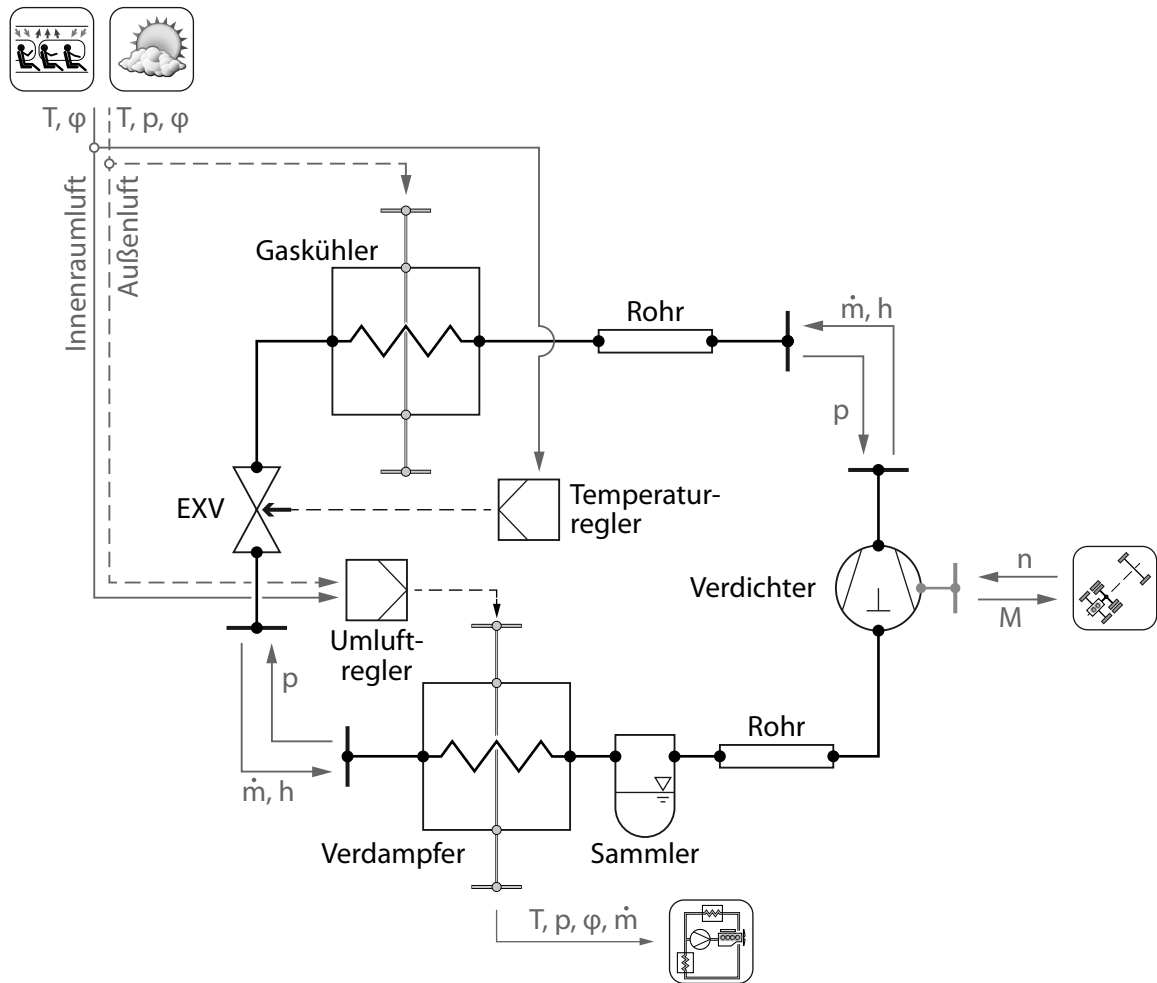 T, φ
T, p, φ
Innenraumluft
Außenluft
Gaskühler
Rohr
ṁ, h
p
EXV
Temperatur-
regler
Verdichter
n
M
Umluft-
regler
p
ṁ, h
Rohr
Verdampfer
Sammler
T, p, φ, ṁ